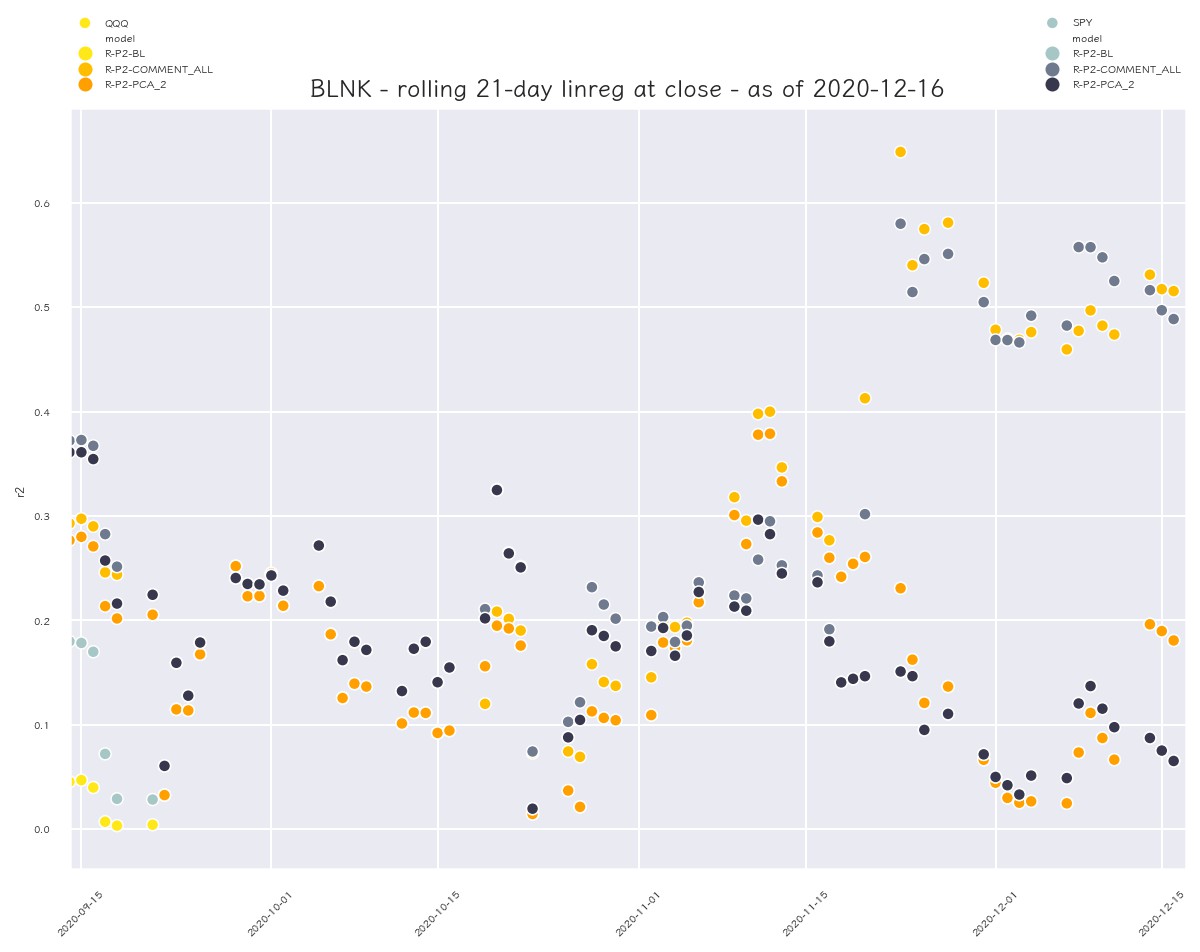 QQQ
model
R-P2-BL
R-P2-COMMENT_ALL
R-P2-PCA_2
SPY
model
R-P2-BL
R-P2-COMMENT_ALL
R-P2-PCA_2
BLNK - rolling 21-day linreg at close - as of 2020-12-16
r2
0.6
0.5
0.4
0.3
0.2
0.1
0.0
2020-09-15
2020-10-01
2020-10-15
2020-11-01
2020-11-15
2020-12-01
2020-12-15